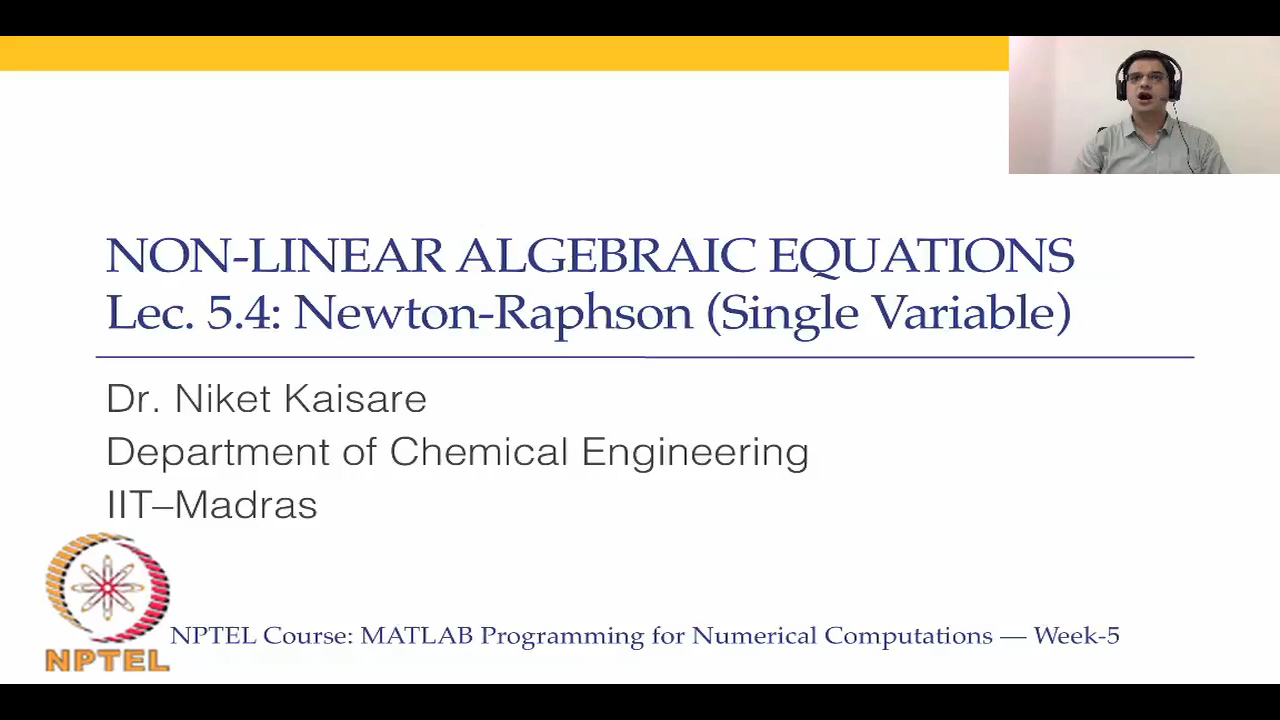 NON-LINEAR ALGEBRAIC EQUATIONS
Lec. 5.4: Newton-Raphson (Single Variable)
Dr. Niket Kaisare
Department of Chemical Engineering
IIT–Madras
NPTEL Course: MATLAB Programming for Numerical Computations — Week-5
NPTEL